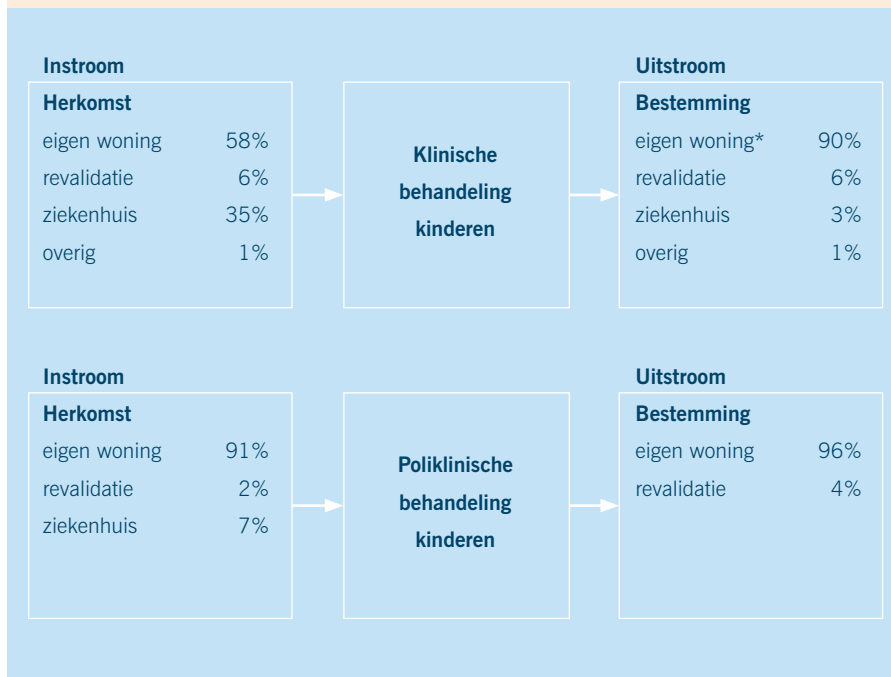 Instroom
Herkomst
eigen woning 58%
revalidatie 6%
ziekenhuis 35%
overig 1%
Klinische
behandeling
kinderen
Uitstroom
Bestemming
eigen woning* 90%
revalidatie 6%
ziekenhuis 3%
overig 1%
Instroom
Herkomst
eigen woning 91%
revalidatie 2%
ziekenhuis 7%
Poliklinische
behandeling
kinderen
Uitstroom
Bestemming
eigen woning 96%
revalidatie 4%